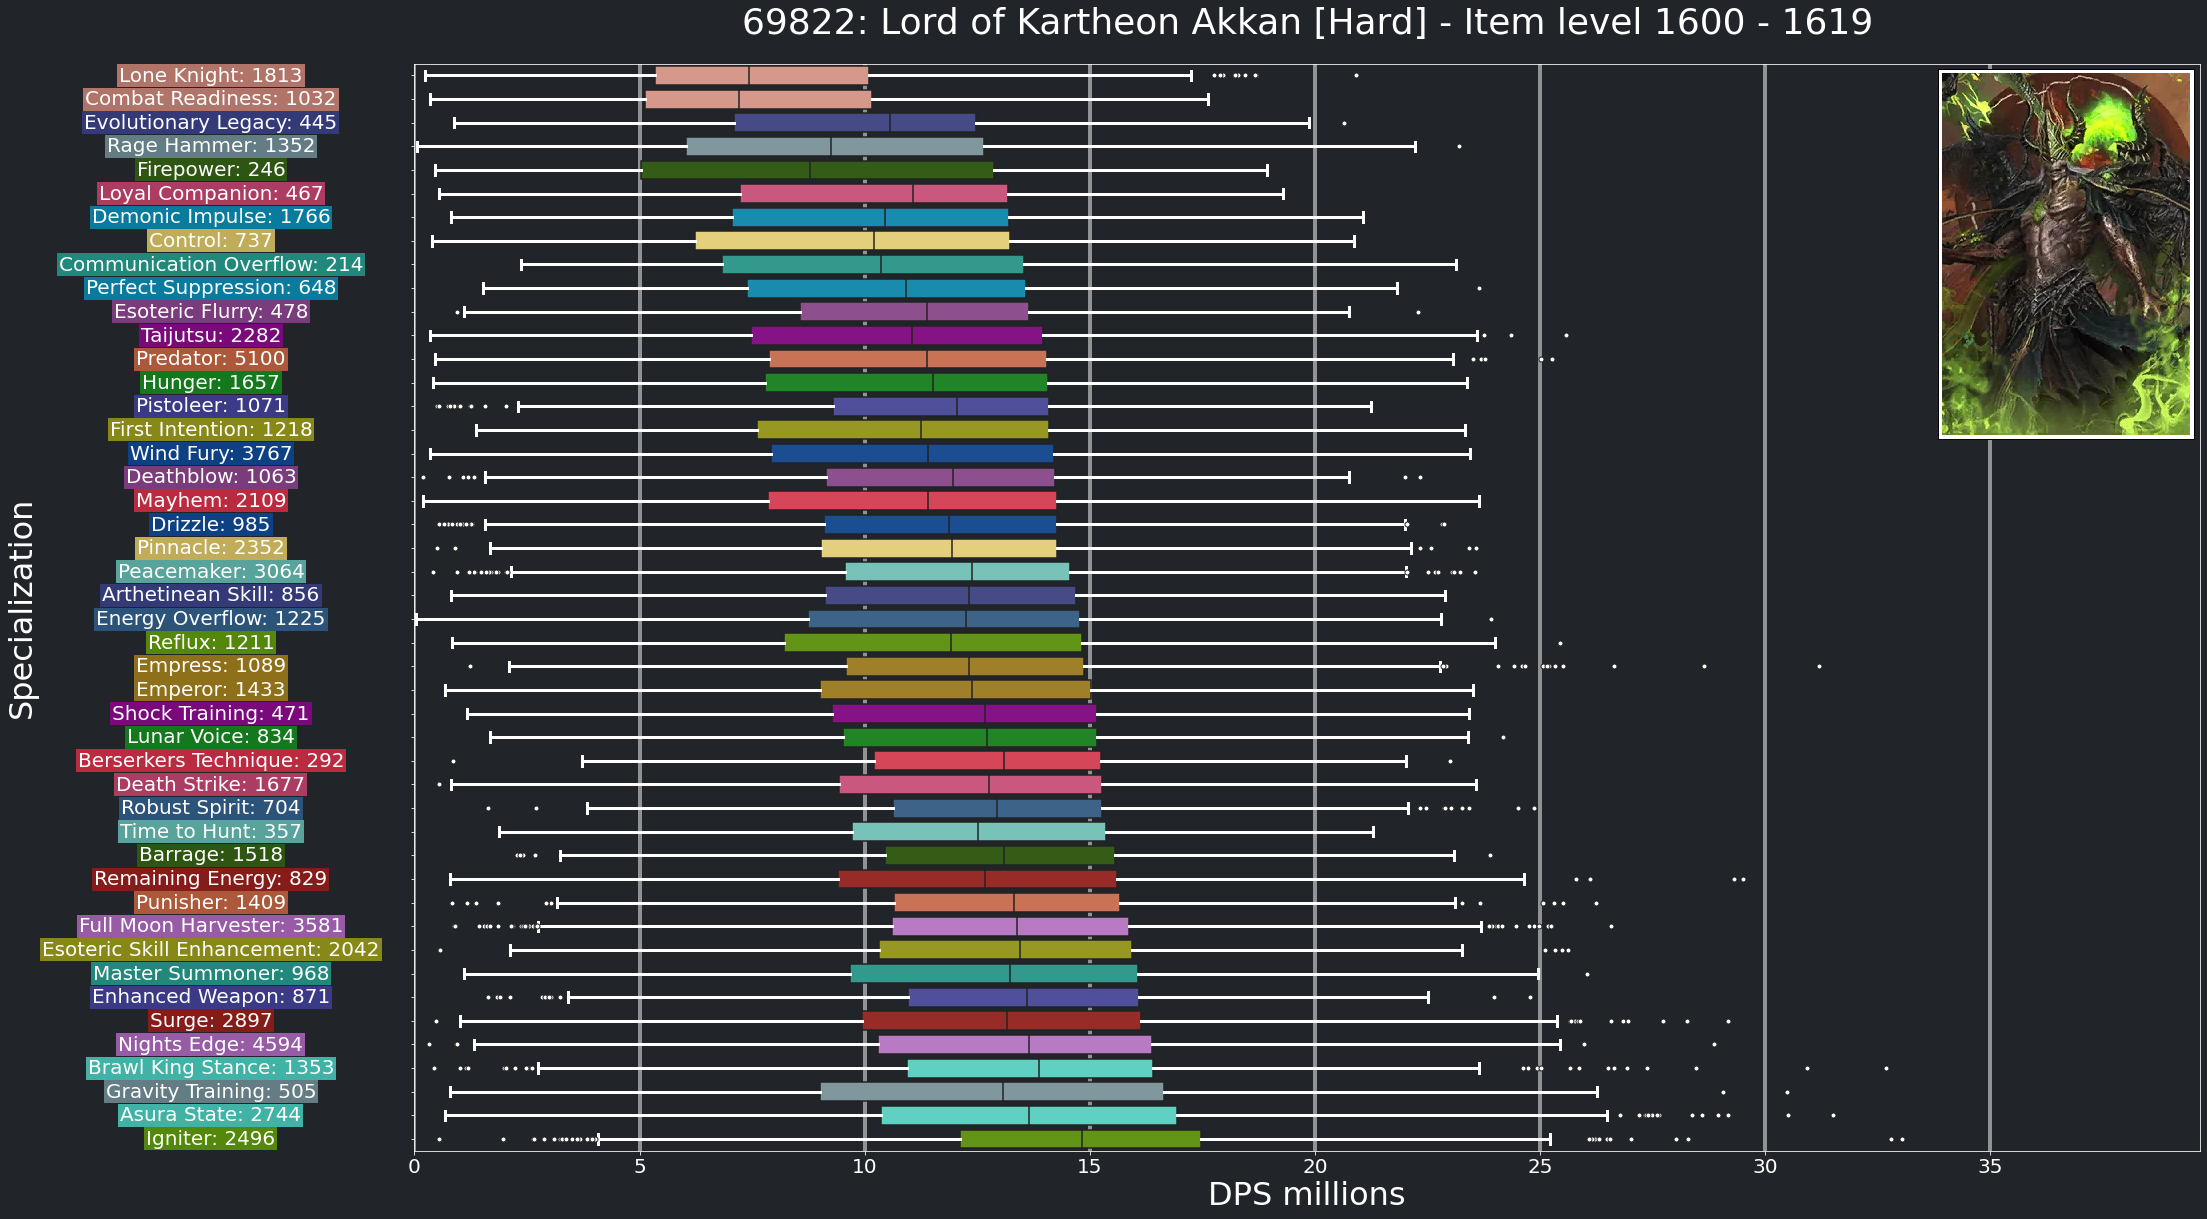 69822: Lord of Kartheon Akkan [Hard] - Item level 1600 - 1619
Specialization
Lone Knight: 1813
Combat Readiness: 1032
Evolutionary Legacy: 445
Rage Hammer: 1352
Firepower: 246
Loyal Companion: 467
Demonic Impulse: 1766
Control: 737
Communication Overflow: 214
Perfect Suppression: 648
Esoteric Flurry: 478
Taijutsu: 2282
Predator: 5100
Hunger: 1657
Pistoleer: 1071
First Intention: 1218
Wind Fury: 3767
Deathblow: 1063
Mayhem: 2109
Drizzle: 985
Pinnacle: 2352
Peacemaker: 3064
Arthetinean Skill: 856
Energy Overflow: 1225
Reflux: 1211
Empress: 1089
Emperor: 1433
Shock Training: 471
Lunar Voice: 834
Berserkers Technique: 292
Death Strike: 1677
Robust Spirit: 704
Time to Hunt: 357
Barrage: 1518
Remaining Energy: 829
Punisher: 1409
Full Moon Harvester: 3581
Esoteric Skill Enhancement: 2042
Master Summoner: 968
Enhanced Weapon: 871
Surge: 2897
Nights Edge: 4594
Brawl King Stance: 1353
Gravity Training: 505
Asura State: 2744
Igniter: 2496
0 5 10 15 20 25 30 35
DPS millions